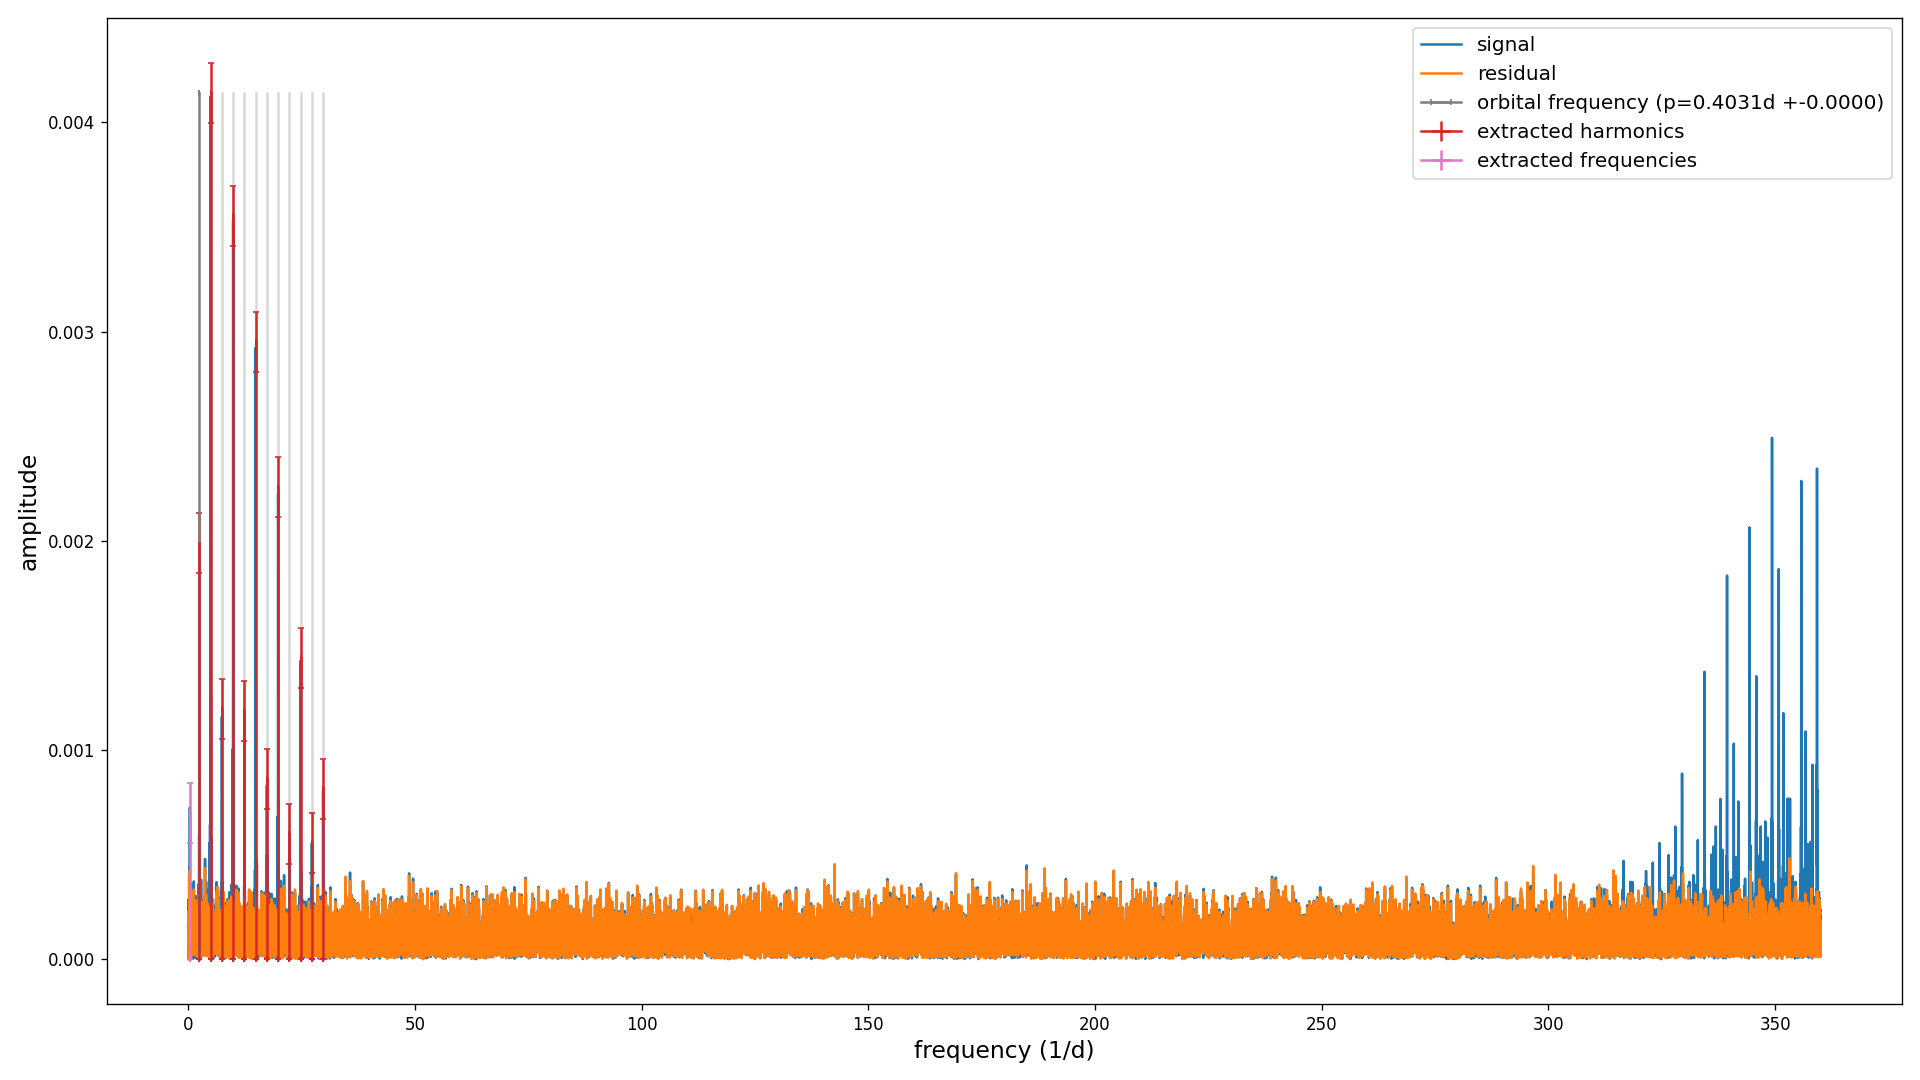 signal
residual
orbital frequency (p=0.4031d +-0.0000)
extracted harmonics
extracted frequencies
0.004
0.003
0.002
0.001
0.000
amplitude
0 50 100 150 200 250 300 350
frequency (1/d)